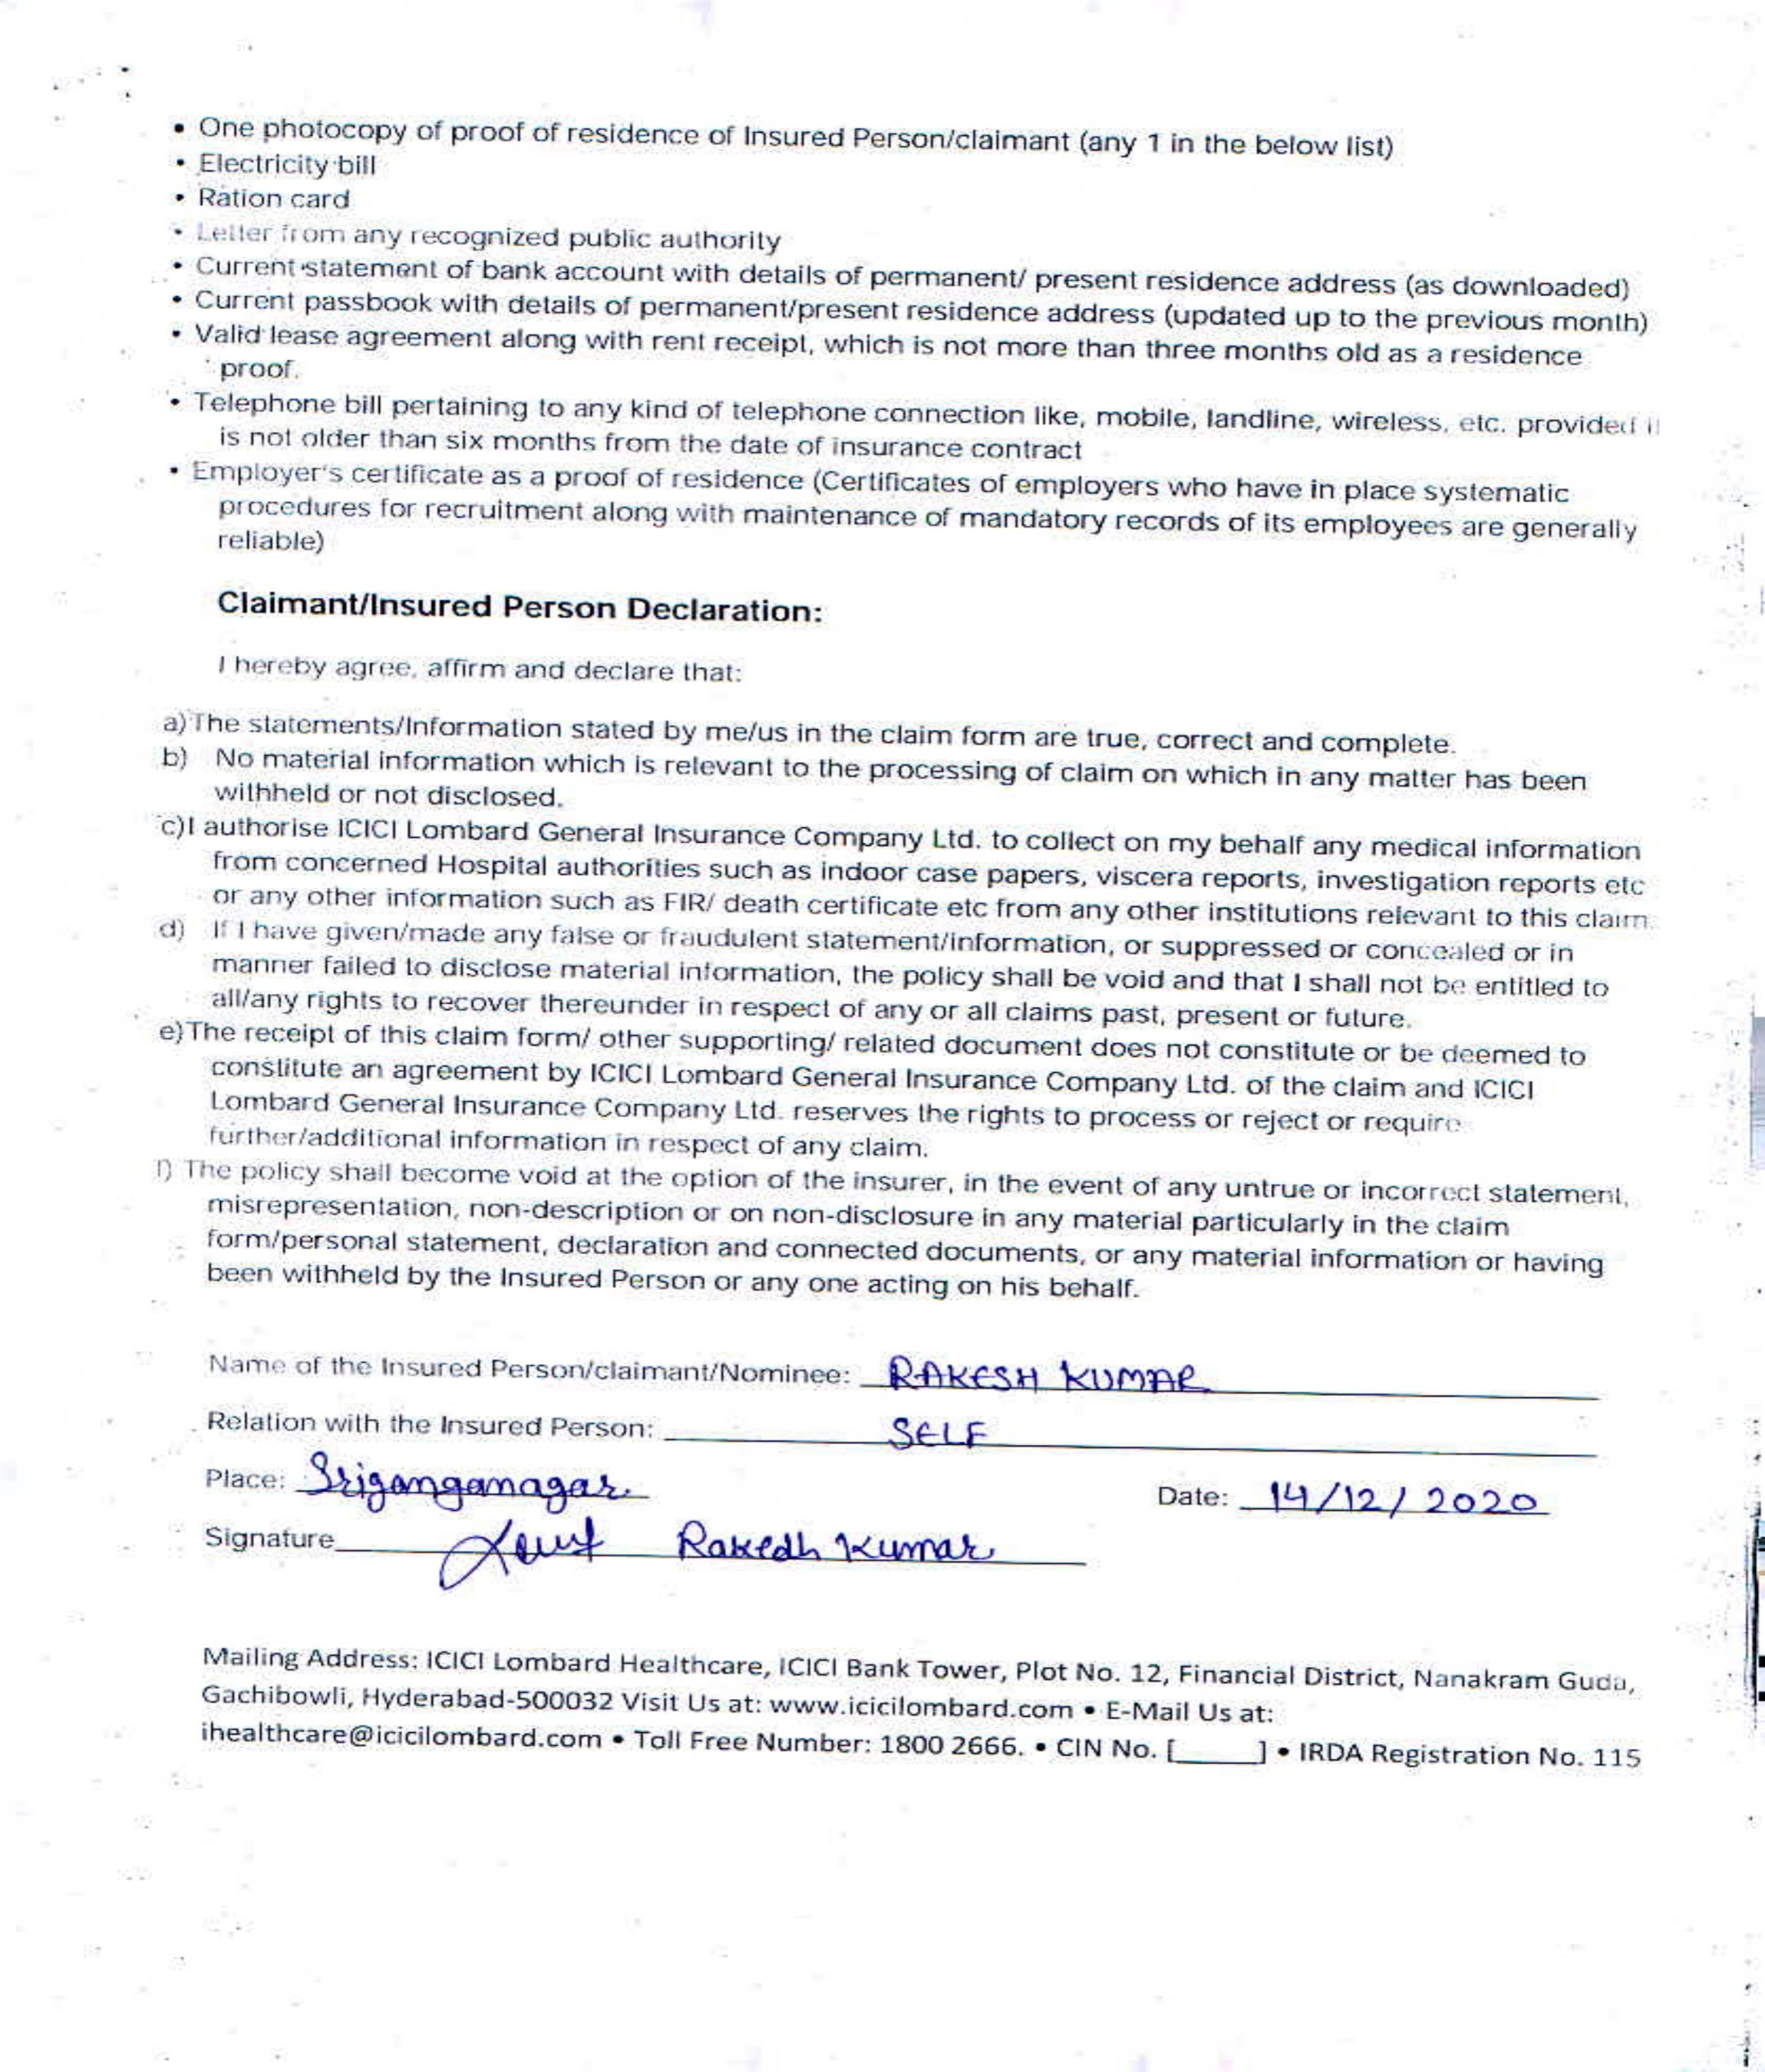 • One photocopy of proof of residence of Insured Person/claimant (any 1 in the below list)
• Electricity bill
• Ration card
• Letter from any recognized public authority
• Current statement of bank account with details of permanent/ present residence address (as downloaded)
• Current passbook with details of permanent/present residence address (updated up to the previous month)
• Valid lease agreement along with rent receipt, which is not more than three months old as a residence
proof.
• Telephone bill pertaining to any kind of telephone connection like, mobile, landline, wireless, etc. provided it
is not older than six months from the date of insurance contract
• Employer's certificate as a proof of residence (Certificates of employers who have in place systematic
procedures for recruitment along with maintenance of mandatory records of its employees are generally
reliable)
Claimant/Insured Person Declaration:
I hereby agree, affirm and declare that:
a) The statements/Information stated by me/us in the claim form are true, correct and complete.
b) No material information which is relevant to the processing of claim on which in any matter has been
withheld or not disclosed.
c) I authorise ICICI Lombard General Insurance Company Ltd. to collect on my behalf any medical information
from concerned Hospital authorities such as indoor case papers, viscera reports, investigation reports etc
or any other information such as FIR/ death certificate etc from any other institutions relevant to this claim.
d) If I have given/made any false or fraudulent statement/information, or suppressed or concealed or in
manner failed to disclose material information, the policy shall be void and that I shall not be entitled to
all/any rights to recover thereunder in respect of any or all claims past, present or future.
e) The receipt of this claim form/ other supporting/ related document does not constitute or be deemed to
constitute an agreement by ICICI Lombard General Insurance Company Ltd. of the claim and ICICI
Lombard General Insurance Company Ltd. reserves the rights to process or reject or require
further/additional information in respect of any claim.
f) The policy shall become void at the option of the insurer, in the event of any untrue or incorrect statement,
misrepresentation, non-description or on non-disclosure in any material particularly in the claim
form/personal statement, declaration and connected documents, or any material information or having
been withheld by the Insured Person or any one acting on his behalf.
Name of the Insured Person/claimant/Nominee: RAKESH KUMAR
Relation with the Insured Person: SELF
Place: Sriganganagar Date: 14/12/2020
Signature Rakesh Kumar
Mailing Address: ICICI Lombard Healthcare, ICICI Bank Tower, Plot No. 12, Financial District, Nanakram Guda,
Gachibowli, Hyderabad-500032 Visit Us at: www.icicilombard.com • E-Mail Us at:
ihealthcare@icicilombard.com • Toll Free Number: 1800 2666. • CIN No. [_____] • IRDA Registration No. 115